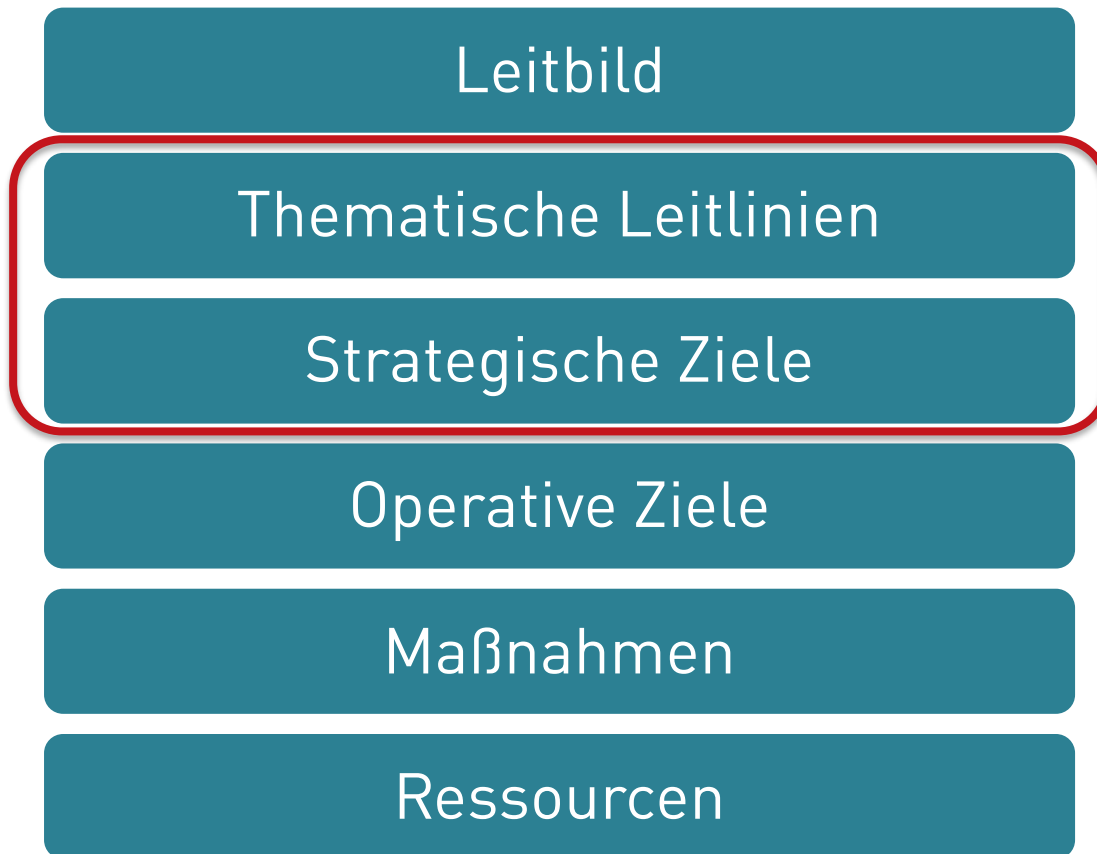 Leitbild
Thematische Leitlinien
Strategische Ziele
Operative Ziele
Maßnahmen
Ressourcen